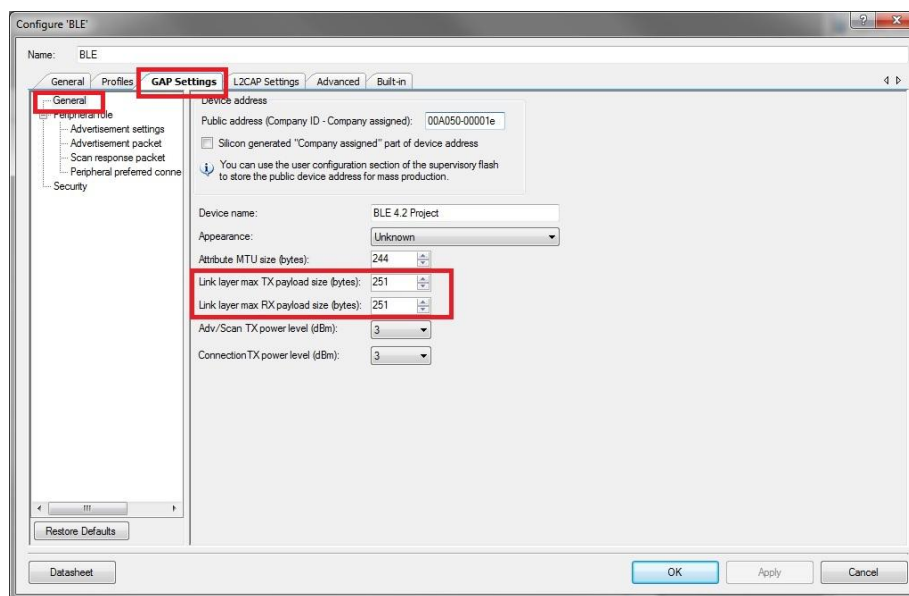 Configure 'BLE'
Name: BLE
General Profiles GAP Settings L2CAP Settings Advanced Built-in
General
Peripheral role
Advertisement settings
Advertisement packet
Scan response packet
Peripheral preferred conne
Security
Restore Defaults
Device address
Public address (Company ID - Company assigned): 00A050-00001e
Silicon generated "Company assigned" part of device address
You can use the user configuration section of the supervisory flash
to store the public device address for mass production.
Device name: BLE 4.2 Project
Appearance: Unknown
Attribute MTU size (bytes): 244
Link layer max TX payload size (bytes): 251
Link layer max RX payload size (bytes): 251
Adv/Scan TX power level (dBm): 3
Connection TX power level (dBm): 3
Datasheet OK Apply Cancel